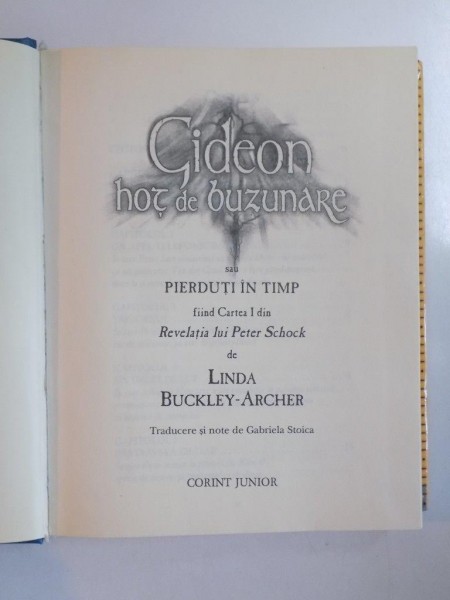 Gideon
hoț de buzunare
sau
PIERDUȚI ÎN TIMP
fiind Cartea I din
Revelația lui Peter Schock
de
LINDA
BUCKLEY-ARCHER
Traducere și note de Gabriela Stoica
CORINT JUNIOR